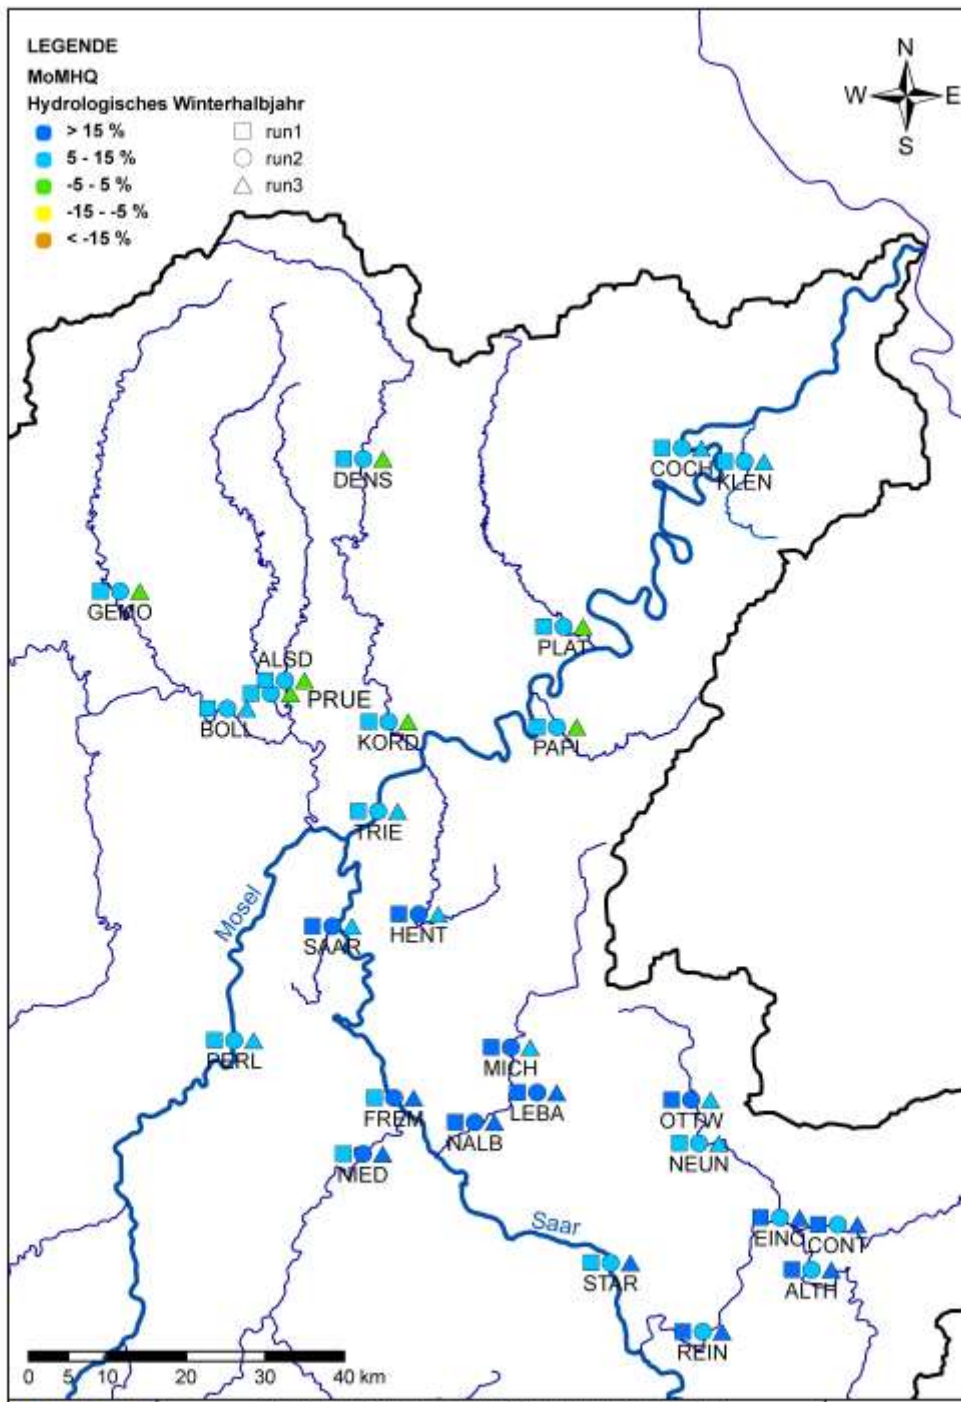 LEGENDE
MoMHQ
Hydrologisches Winterhalbjahr
> 15 % run1
5 - 15 % run2
-5 - 5 % run3
-15 - -5 %
< -15 %
N
W E
S
COCH
KLEN
DENS
GEMO
PLAT
ALSD
PRUE
BOLL
KORD
PAPI
TRIE
Mosel
SAAR
HENT
PERL
MICH
LEBA
FREM
OTTW
NALB
NEUN
NIED
Saar
EINO
CONT
STAR
ALTH
REIN
0 5 10 20 30 40 km